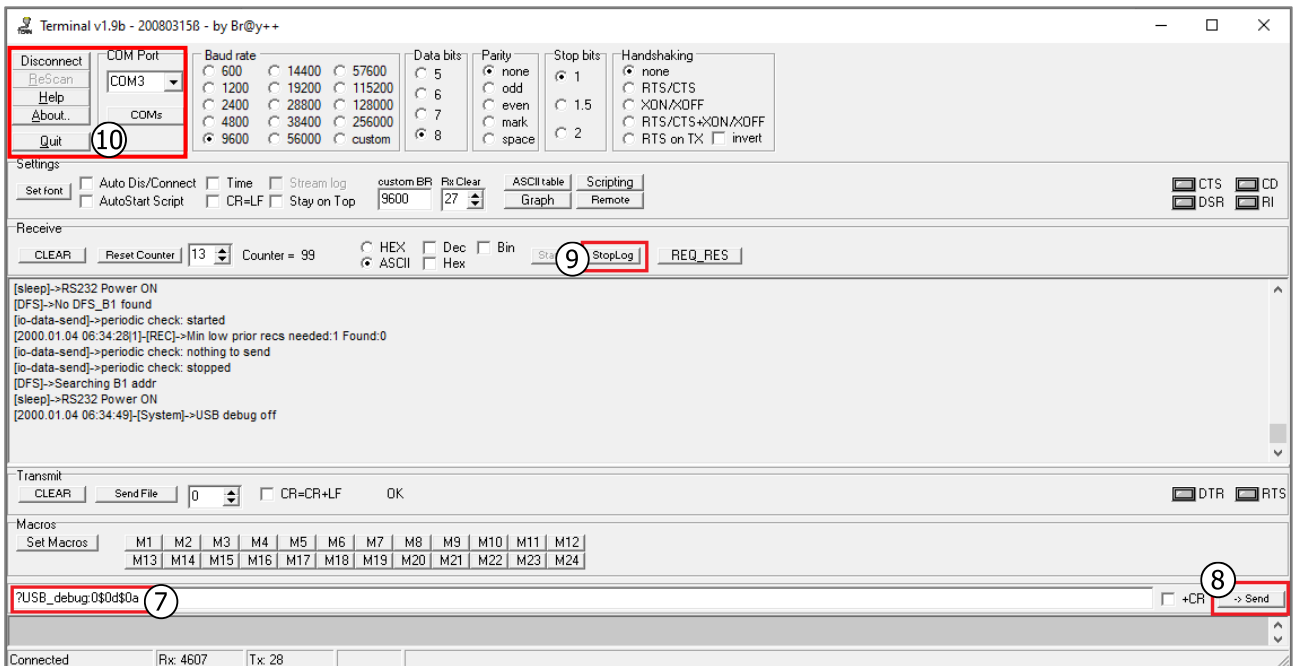 Terminal v1.9b - 20080315ß - by Br@y++
Disconnect
ReScan
Help
About..
Quit
10
COM Port
COM3
COMs
Baud rate
600 14400 57600
1200 19200 115200
2400 28800 128000
4800 38400 256000
9600 56000 custom
Data bits
5
6
7
8
Parity
none
odd
even
mark
space
Stop bits
1
1.5
2
Handshaking
none
RTS/CTS
XON/XOFF
RTS/CTS+XON/XOFF
RTS on TX invert
Settings
Set font
Auto Dis/Connect Time Stream log
AutoStart Script CR=LF Stay on Top
custom BR Rx Clear
9600 27
ASCII table Scripting
Graph Remote
CTS CD
DSR RI
Receive
CLEAR Reset Counter 13 Counter = 99
HEX Dec Bin
ASCII Hex
9 StopLog REQ_RES
[sleep]->RS232 Power ON
[DFS]->No DFS_B1 found
[io-data-send]->periodic check: started
[2000.01.04 06:34:28|1]-[REC]->Min low prior recs needed:1 Found:0
[io-data-send]->periodic check: nothing to send
[io-data-send]->periodic check: stopped
[DFS]->Searching B1 addr
[sleep]->RS232 Power ON
[2000.01.04 06:34:49]-[System]->USB debug off
Transmit
CLEAR Send File 0 CR=CR+LF OK DTR RTS
Macros
Set Macros M1 M2 M3 M4 M5 M6 M7 M8 M9 M10 M11 M12
M13 M14 M15 M16 M17 M18 M19 M20 M21 M22 M23 M24
8
?USB_debug:0$0d$0a 7 +CR -> Send
Connected Rx: 4607 Tx: 28